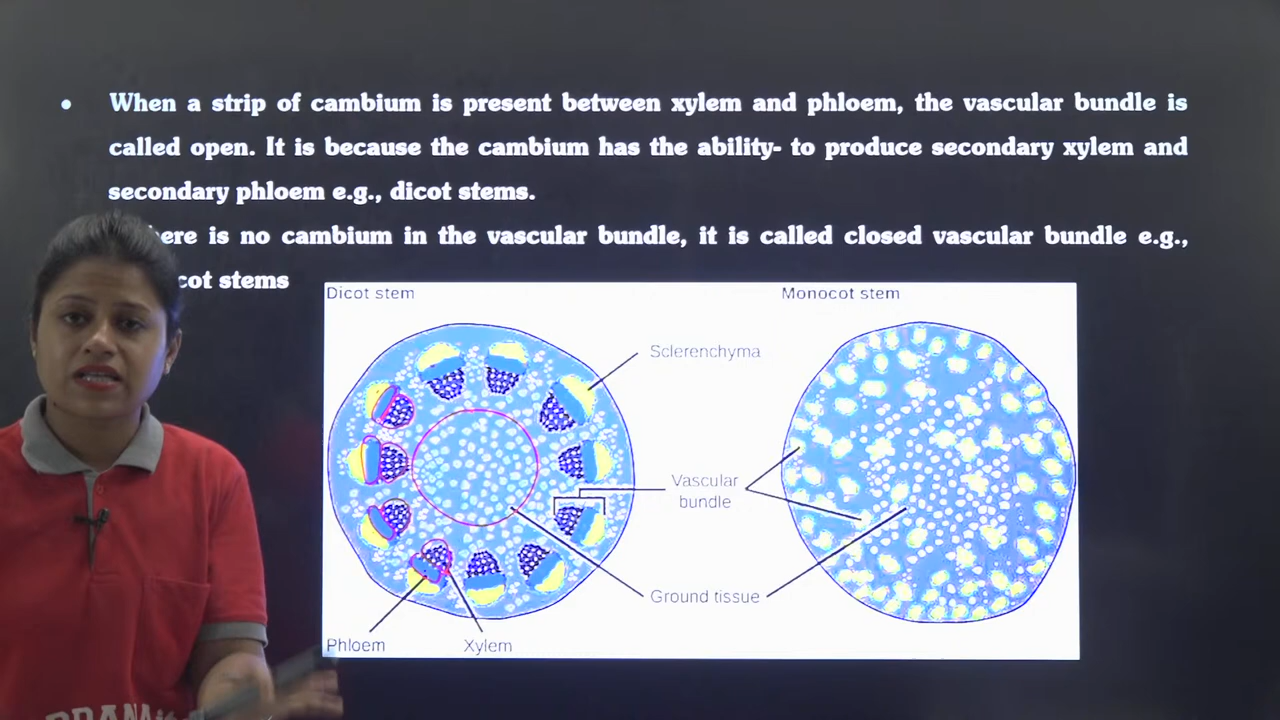 • When a strip of cambium is present between xylem and phloem, the vascular bundle is
called open. It is because the cambium has the ability- to produce secondary xylem and
secondary phloem e.g., dicot stems.
is no cambium in the vascular bundle, it is called closed vascular bundle e.g.,
stems
Dicot stem
Monocot stem
Sclerenchyma
Vascular
bundle
Ground tissue
Phloem
Xylem